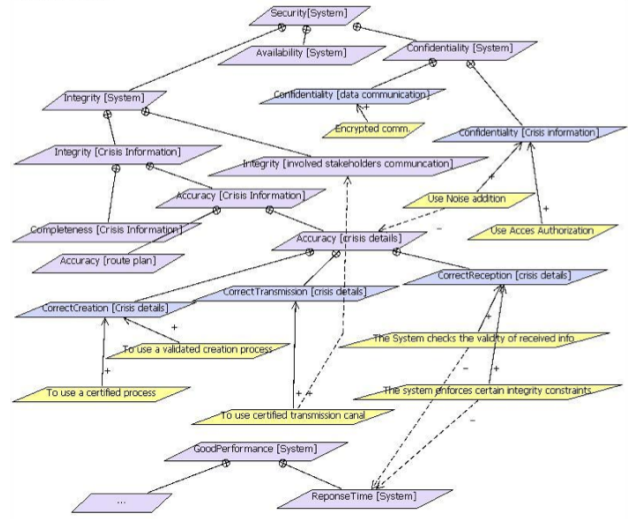 Security[System]
Availability [System]
Confidentiality [System]
Integrity [System]
Confidentiality [data communication]
+
Encrypted comm.
Confidentiality [Crisis information]
Integrity [Crisis Information]
Integrity [involved stakeholders communcation]
Accuracy [Crisis Information]
+
Use Noise addition
+
Completeness [Crisis Information]
–
Use Acces Authorization
Accuracy [crisis details]
Accuracy [route plan]
CorrectReception [crisis details]
CorrectTransmission [crisis details]
CorrectCreation [Crisis details]
+
+
The System checks the validity of received info
To use a validated creation process
–
+
+
+
+
To use a certified process
The system enforces certain integrity constraints
To use certified transmission canal
–
GoodPerformance [System]
...
ReponseTime [System]